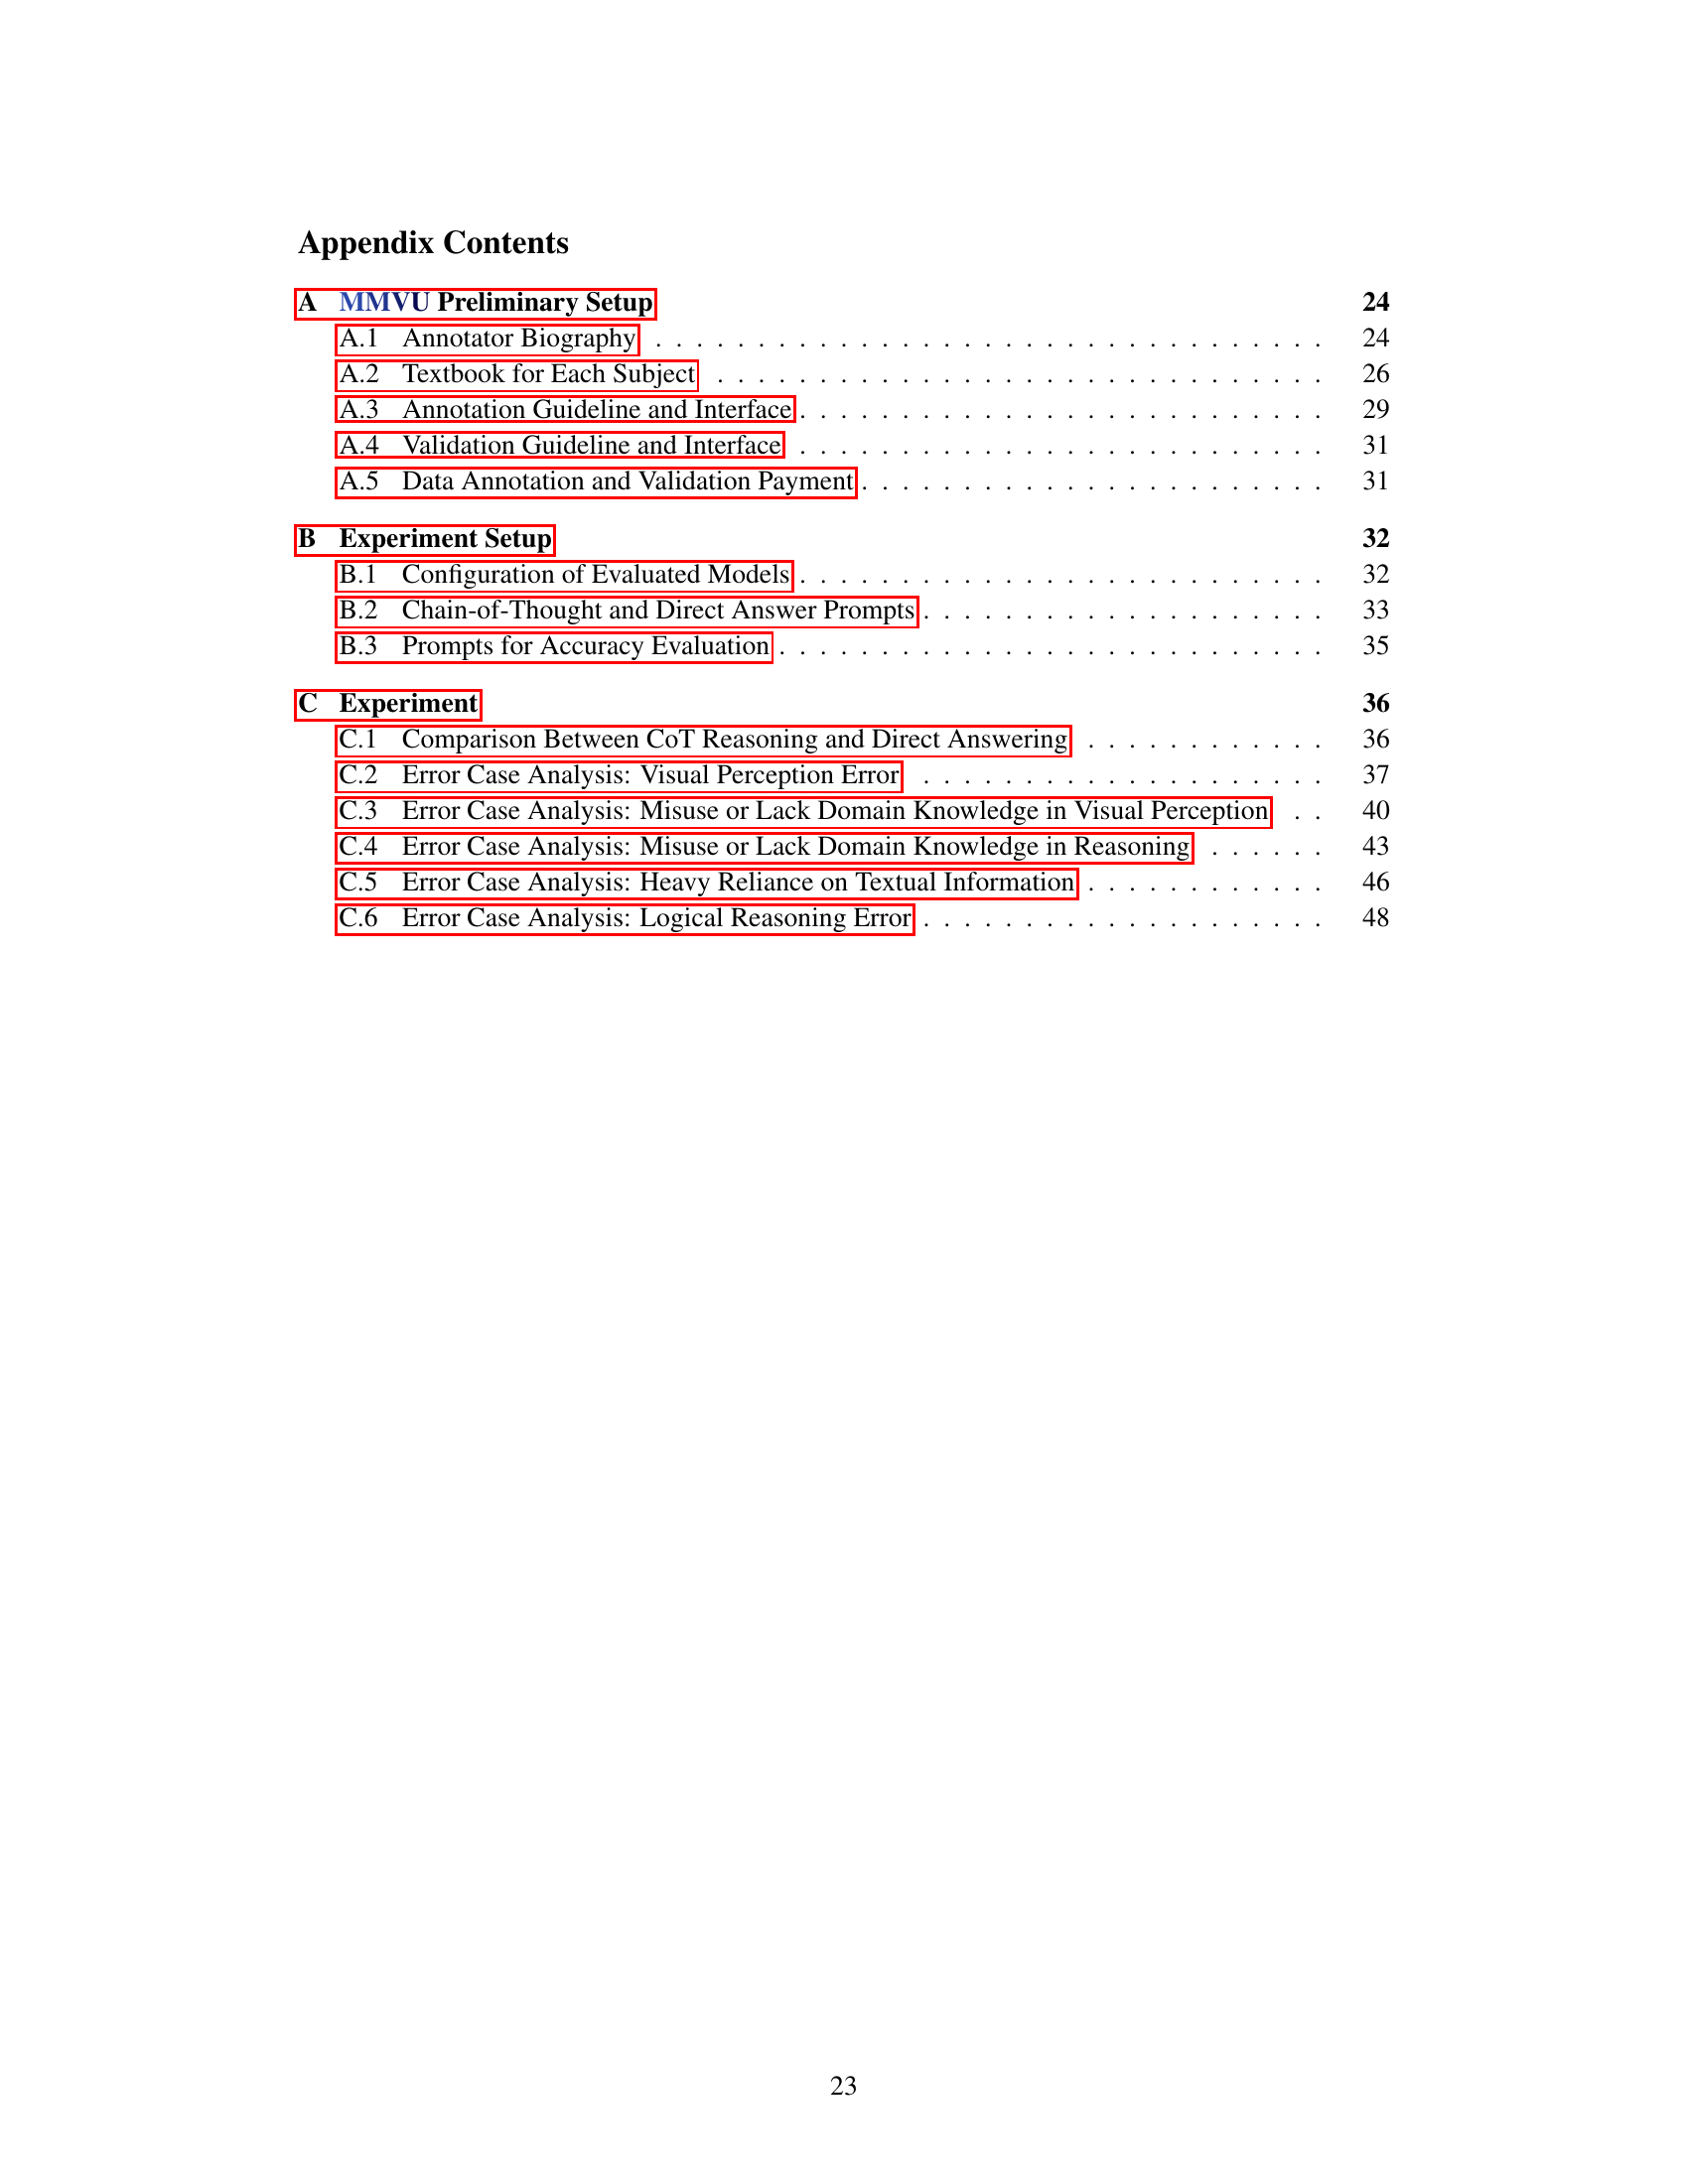 Appendix Contents
A MMVU Preliminary Setup 24
A.1 Annotator Biography . . . . . . . . . . . . . . . . . . . . . . . . . . . . . . . . . 24
A.2 Textbook for Each Subject . . . . . . . . . . . . . . . . . . . . . . . . . . . . . . 26
A.3 Annotation Guideline and Interface . . . . . . . . . . . . . . . . . . . . . . . . . . 29
A.4 Validation Guideline and Interface . . . . . . . . . . . . . . . . . . . . . . . . . . 31
A.5 Data Annotation and Validation Payment . . . . . . . . . . . . . . . . . . . . . . . 31
B Experiment Setup 32
B.1 Configuration of Evaluated Models . . . . . . . . . . . . . . . . . . . . . . . . . . 32
B.2 Chain-of-Thought and Direct Answer Prompts . . . . . . . . . . . . . . . . . . . . 33
B.3 Prompts for Accuracy Evaluation . . . . . . . . . . . . . . . . . . . . . . . . . . . 35
C Experiment 36
C.1 Comparison Between CoT Reasoning and Direct Answering . . . . . . . . . . . . 36
C.2 Error Case Analysis: Visual Perception Error . . . . . . . . . . . . . . . . . . . . 37
C.3 Error Case Analysis: Misuse or Lack Domain Knowledge in Visual Perception . . 40
C.4 Error Case Analysis: Misuse or Lack Domain Knowledge in Reasoning . . . . . . 43
C.5 Error Case Analysis: Heavy Reliance on Textual Information . . . . . . . . . . . . 46
C.6 Error Case Analysis: Logical Reasoning Error . . . . . . . . . . . . . . . . . . . . 48
23